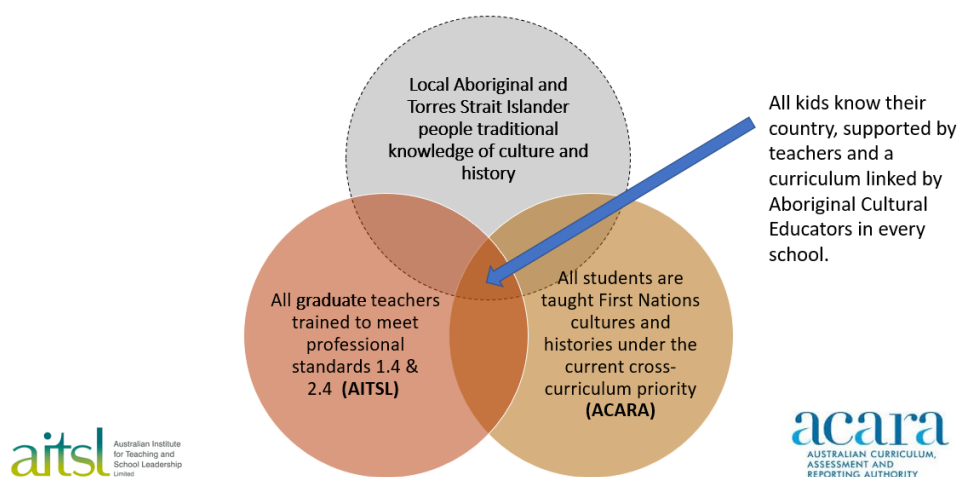 Local Aboriginal and
Torres Strait Islander
people traditional
knowledge of culture and
history
All kids know their
country, supported by
teachers and a
curriculum linked by
Aboriginal Cultural
Educators in every
school.
All graduate teachers
trained to meet
professional
standards 1.4 &
2.4 (AITSL)
All students are
taught First Nations
cultures and
histories under the
current cross-
curriculum priority
(ACARA)
aitsl
Australian Institute
for Teaching and
School Leadership
Limited
acara
AUSTRALIAN CURRICULUM,
ASSESSMENT AND
REPORTING AUTHORITY